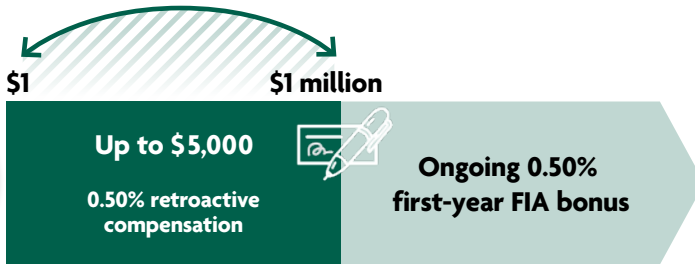 $1
$1 million
Up to $5,000
0.50% retroactive
compensation
Ongoing 0.50%
first-year FIA bonus